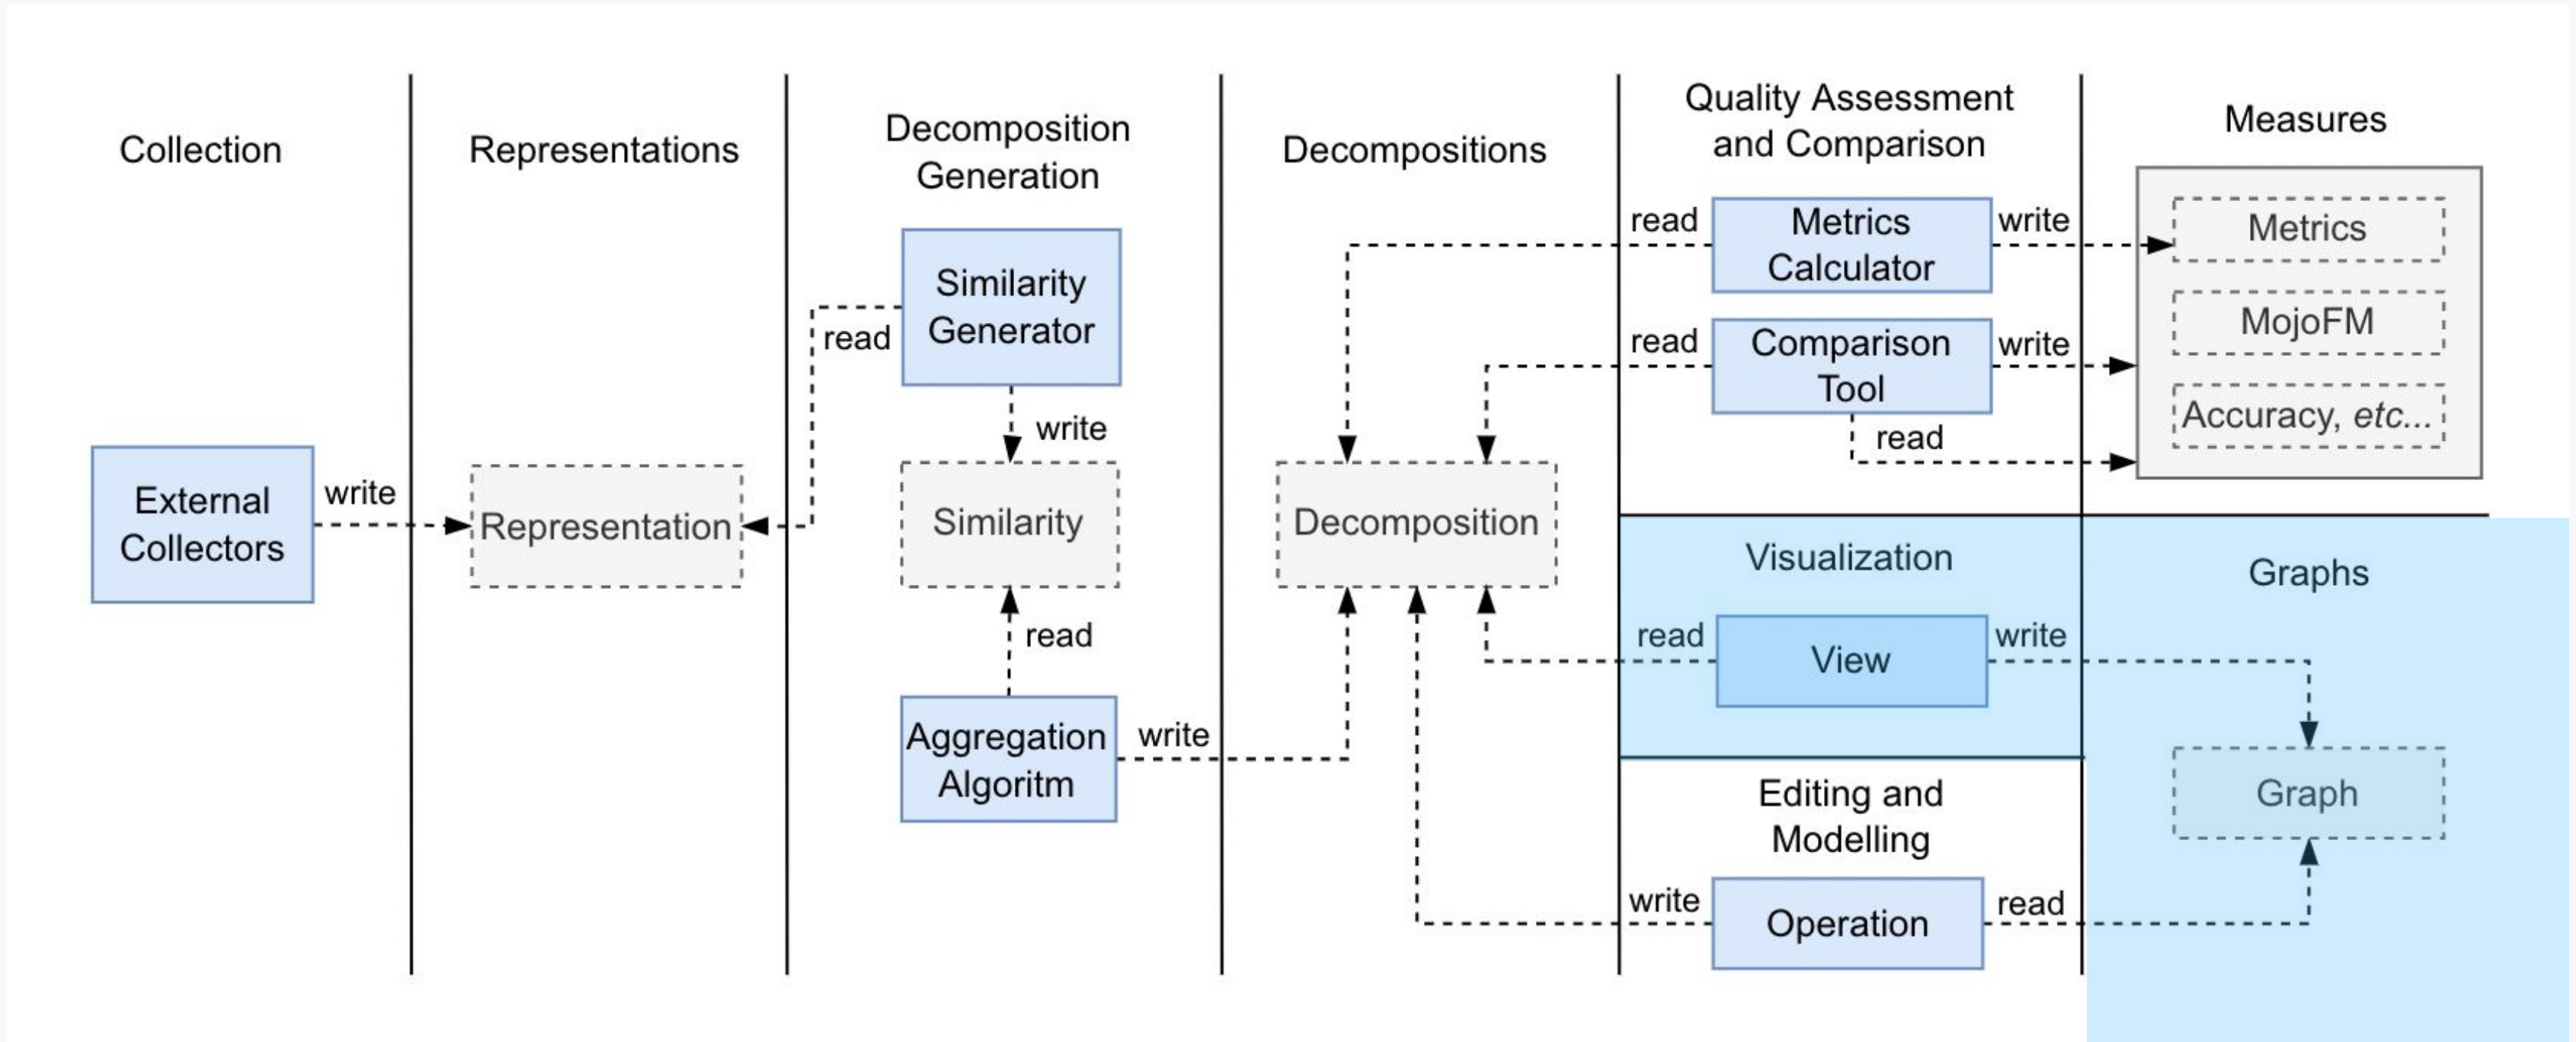 Collection
Representations
Decomposition
Generation
Decompositions
Quality Assessment
and Comparison
Measures
External
Collectors
write
Representation
read
Similarity
Generator
write
Similarity
read
Aggregation
Algoritm
write
Decomposition
read
Metrics
Calculator
write
Metrics
MojoFM
Accuracy, etc...
read
Comparison
Tool
write
read
Visualization
read
View
write
Graphs
Graph
Editing and
Modelling
write
Operation
read